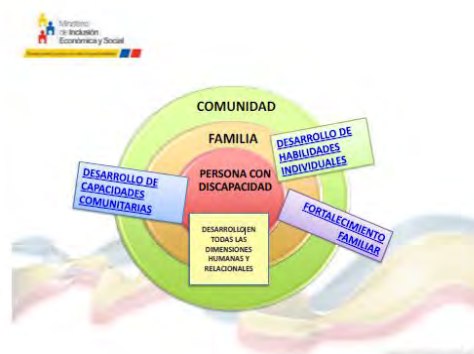 Ministerio
de Inclusión
Económica y Social
COMUNIDAD
FAMILIA
DESARROLLO DE
HABILIDADES
INDIVIDUALES
PERSONA CON
DISCAPACIDAD
DESARROLLO DE
CAPACIDADES
COMUNITARIAS
FORTALECIMIENTO
FAMILIAR
DESARROLLO EN
TODAS LAS
DIMENSIONES
HUMANAS Y
RELACIONALES